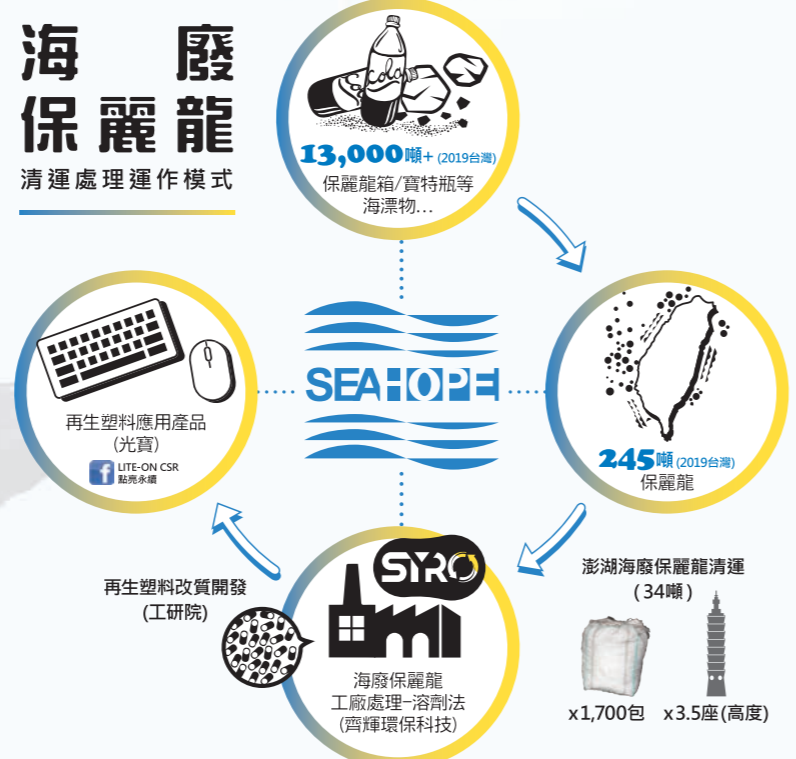 海 廢
保麗龍
清運處理運作模式
Cola
13,000噸+ (2019台灣)
保麗龍箱/寶特瓶等
海漂物...
245噸 (2019台灣)
保麗龍
SEAHOPE
再生塑料應用產品
(光寶)
f
LITE-ON CSR
點亮永續
澎湖海廢保麗龍清運
(34噸)
x1,700包
x3.5座(高度)
SYRO
海廢保麗龍
工廠處理-溶劑法
(齊輝環保科技)
再生塑料改質開發
(工研院)